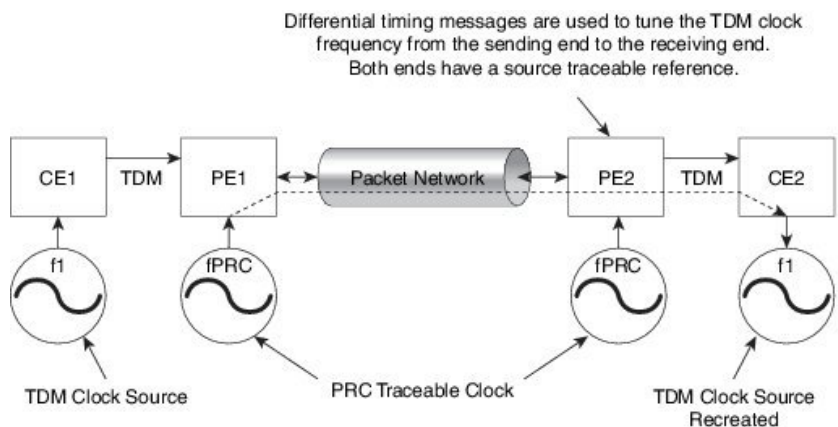 Differential timing messages are used to tune the TDM clock
frequency from the sending end to the receiving end.
Both ends have a source traceable reference.
CE1
TDM
PE1
Packet Network
PE2
TDM
CE2
f1
fPRC
fPRC
f1
TDM Clock Source
PRC Traceable Clock
TDM Clock Source
Recreated